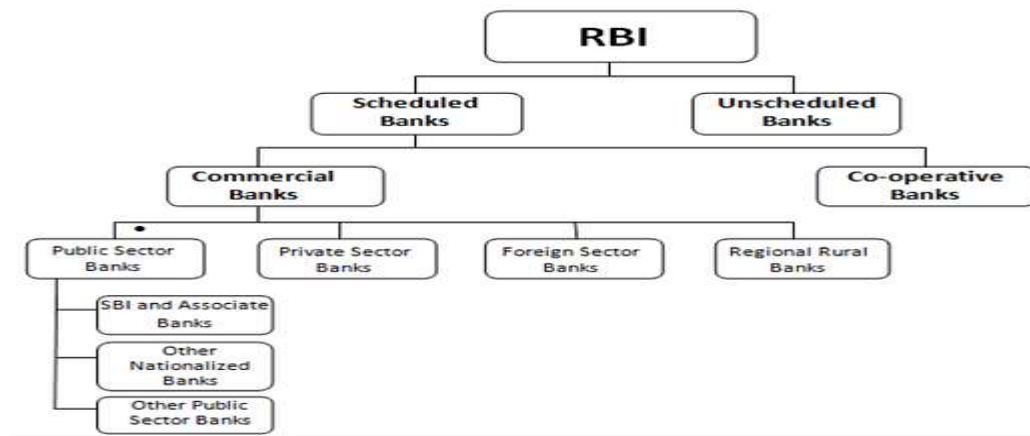 RBI
Scheduled
Banks
Unscheduled
Banks
Commercial
Banks
Co-operative
Banks
Public Sector
Banks
Private Sector
Banks
Foreign Sector
Banks
Regional Rural
Banks
SBI and Associate
Banks
Other
Nationalized
Banks
Other Public
Sector Banks